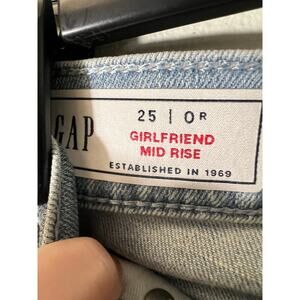 GAP
25 | 0R
GIRLFRIEND
MID RISE
ESTABLISHED IN 1969